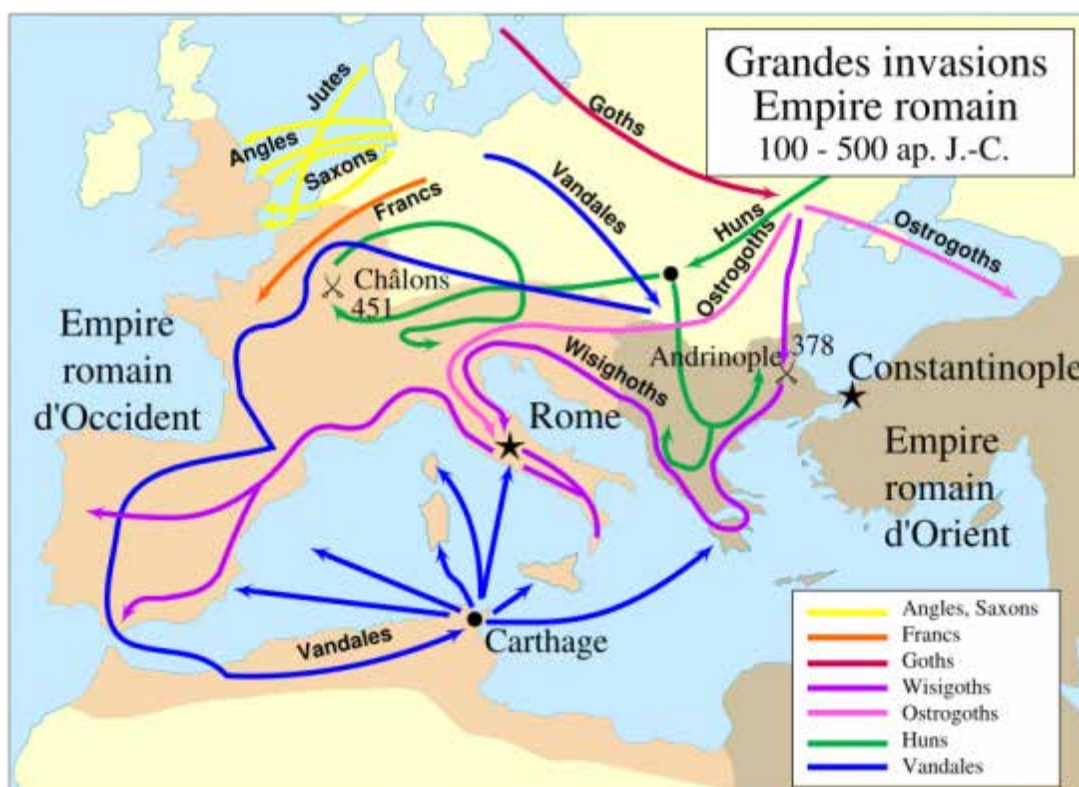 Grandes invasions
Empire romain
100 - 500 ap. J.-C.
Jutes
Angles
Saxons
Francs
Goths
Vandales
Huns
Ostrogoths
Ostrogoths
Châlons
451
Empire
romain
d'Occident
Wisighoths
Andrinople
378
Constantinople
Rome
Empire
romain
d'Orient
Vandales
Carthage
Angles, Saxons
Francs
Goths
Wisigoths
Ostrogoths
Huns
Vandales